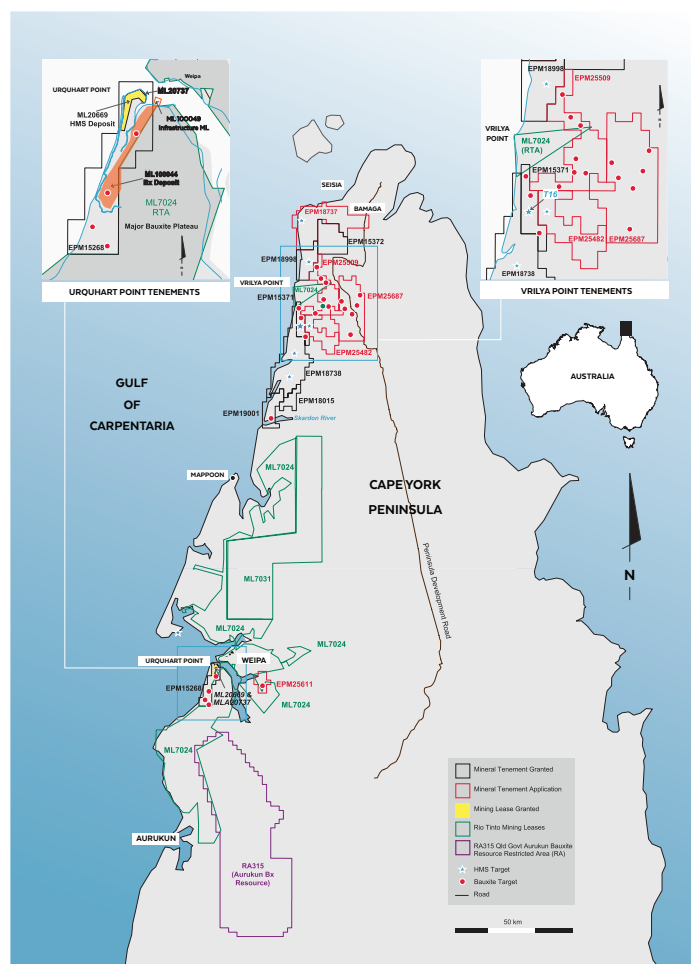 Weipa
URQUHART POINT
ML20737
ML20669
HMS Deposit
ML100049
Infrastructure ML
ML100044
Bx Deposit
ML7024
RTA
Major Bauxite Plateau
EPM15268
N
URQUHART POINT TENEMENTS
EPM18998
EPM25509
VRILYA
POINT
ML7024
(RTA)
EPM15371
T16
EPM25482
EPM25687
EPM18738
N
VRILYA POINT TENEMENTS
SEISIA
BAMAGA
EPM18737
EPM15372
EPM18998
EPM25509
VRILYA POINT
ML7024
EPM15371
EPM25687
EPM25482
EPM18738
EPM18015
EPM19001
Skardon River
AUSTRALIA
GULF
OF
CARPENTARIA
MAPPOON
ML7024
CAPE YORK
PENINSULA
Peninsula Development Road
ML7031
N
ML7024
ML7024
URQUHART POINT
WEIPA
EPM15268
ML20669 &
MLA20737
EPM25611
ML7024
ML7024
AURUKUN
RA315
(Aurukun Bx
Resource)
Mineral Tenement Granted
Mineral Tenement Application
Mining Lease Granted
Rio Tinto Mining Leases
RA315 Qld Govt Aurukun Bauxite
Resource Restricted Area (RA)
HMS Target
Bauxite Target
Road
50 km